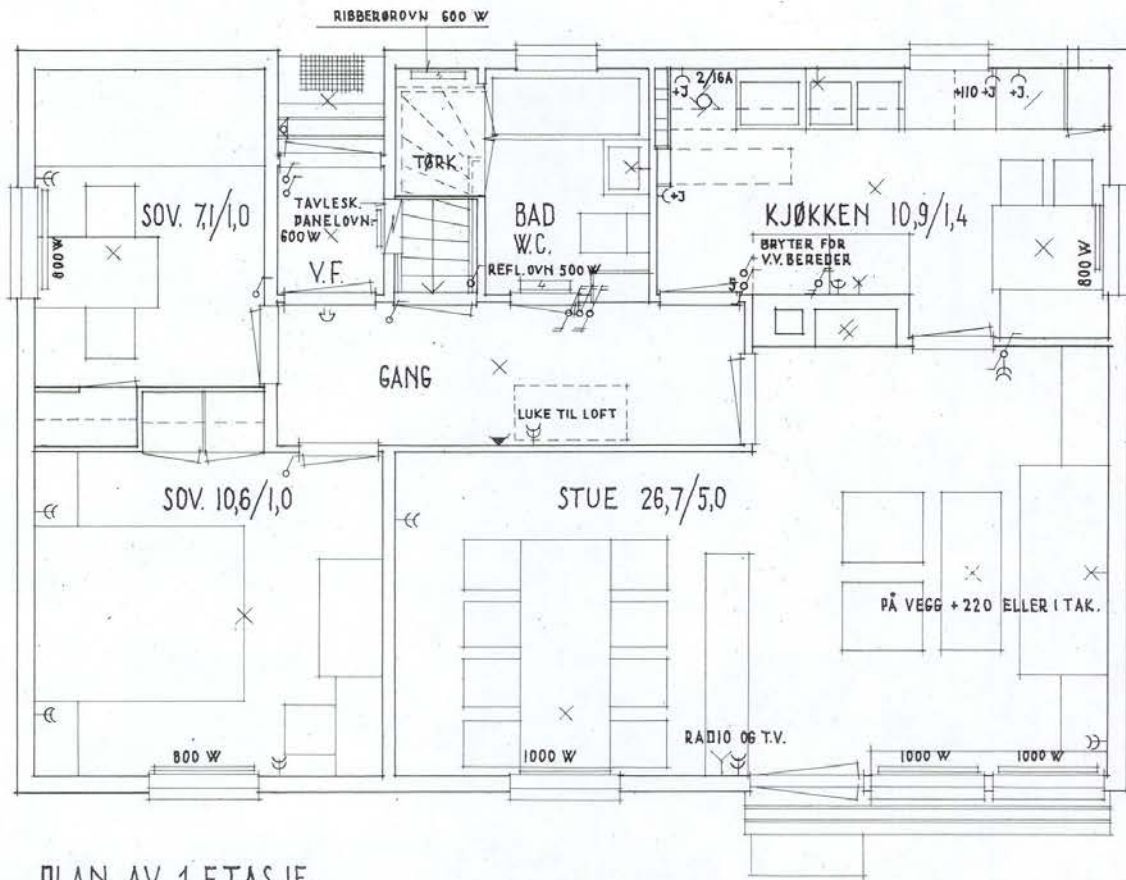 RIBBERØROVN 600 W
2/16A
+J
+110 +J
+J.
TØRK.
SOV. 7,1/1,0
TAVLESK.
PANELOVN.
600 W
BAD
W.C.
KJØKKEN 10,9/1,4
+J
800 W
V.F.
REFL.OVN 500 W
BRYTER FOR
V.V. BEREDER
800 W
5
GANG
LUKE TIL LOFT
SOV. 10,6/1,0
STUE 26,7/5,0
PÅ VEGG +220 ELLER I TAK.
RADIO OG T.V.
800 W
1000 W
1000 W
1000 W
PLAN AV 1 ETASJE